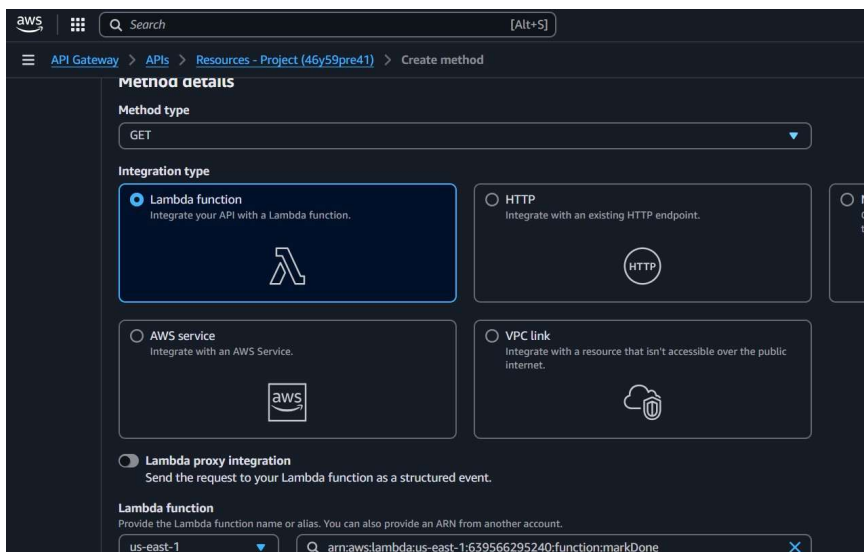 aws
Search [Alt+S]
API Gateway > APIs > Resources - Project (46y59pre41) > Create method
Method details
Method type
GET
Integration type
Lambda function
Integrate your API with a Lambda function.
HTTP
Integrate with an existing HTTP endpoint.
HTTP
AWS service
Integrate with an AWS Service.
aws
VPC link
Integrate with a resource that isn't accessible over the public
internet.
Lambda proxy integration
Send the request to your Lambda function as a structured event.
Lambda function
Provide the Lambda function name or alias. You can also provide an ARN from another account.
us-east-1
arn:aws:lambda:us-east-1:639566295240:function:markDone